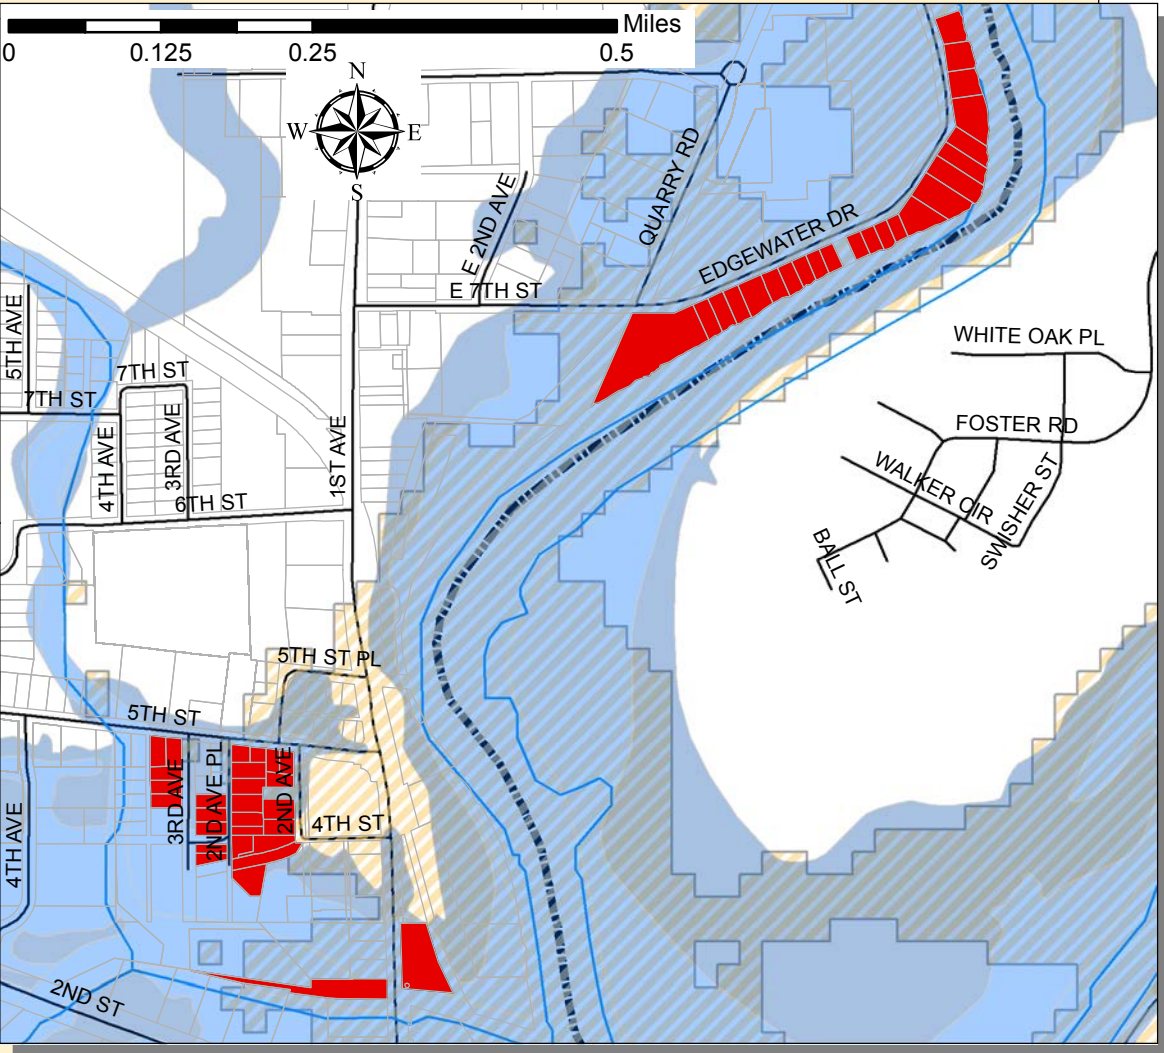 Miles
0 0.125 0.25 0.5
N
W E
S
QUARRY RD
E 2ND AVE
EDGEWATER DR
E 7TH ST
5TH AVE
WHITE OAK PL
7TH ST
7TH ST
3RD AVE
4TH AVE
1ST AVE
FOSTER RD
6TH ST
WALKER CIR
SWISHER ST
BALL ST
5TH ST PL
5TH ST
3RD AVE
2ND AVE PL
2ND AVE
4TH AVE
4TH ST
2ND ST